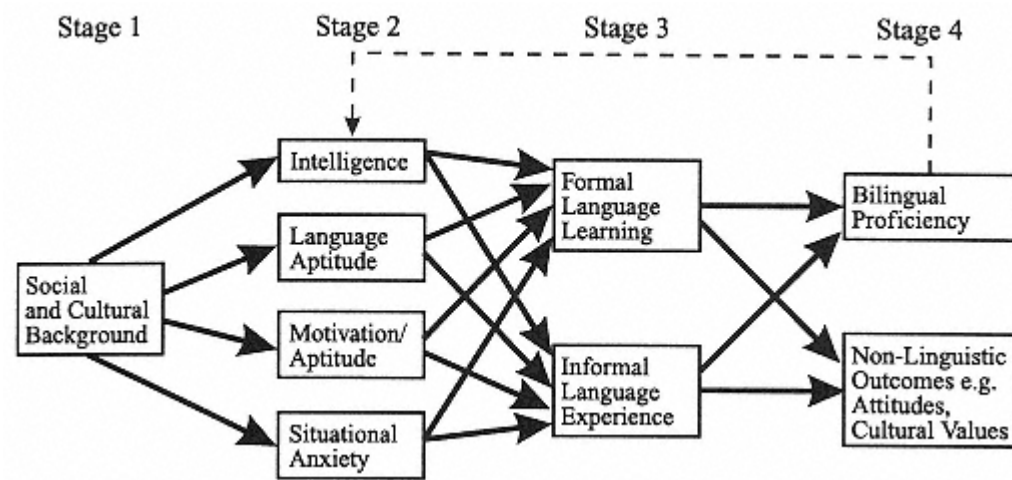 Stage 1
Stage 2
Stage 3
Stage 4
Social
and Cultural
Background
Intelligence
Language
Aptitude
Motivation/
Aptitude
Situational
Anxiety
Formal
Language
Learning
Informal
Language
Experience
Bilingual
Proficiency
Non-Linguistic
Outcomes e.g.
Attitudes,
Cultural Values